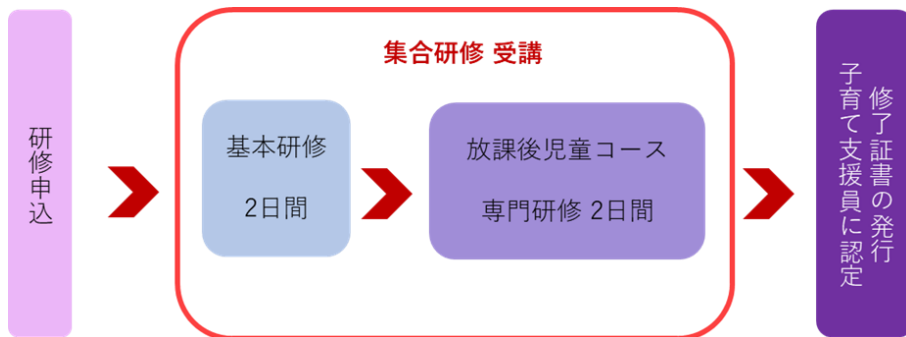 研修申込
集合研修 受講
基本研修
2日間
放課後児童コース
専門研修 2日間
修了証書の発行
子育て支援員に認定